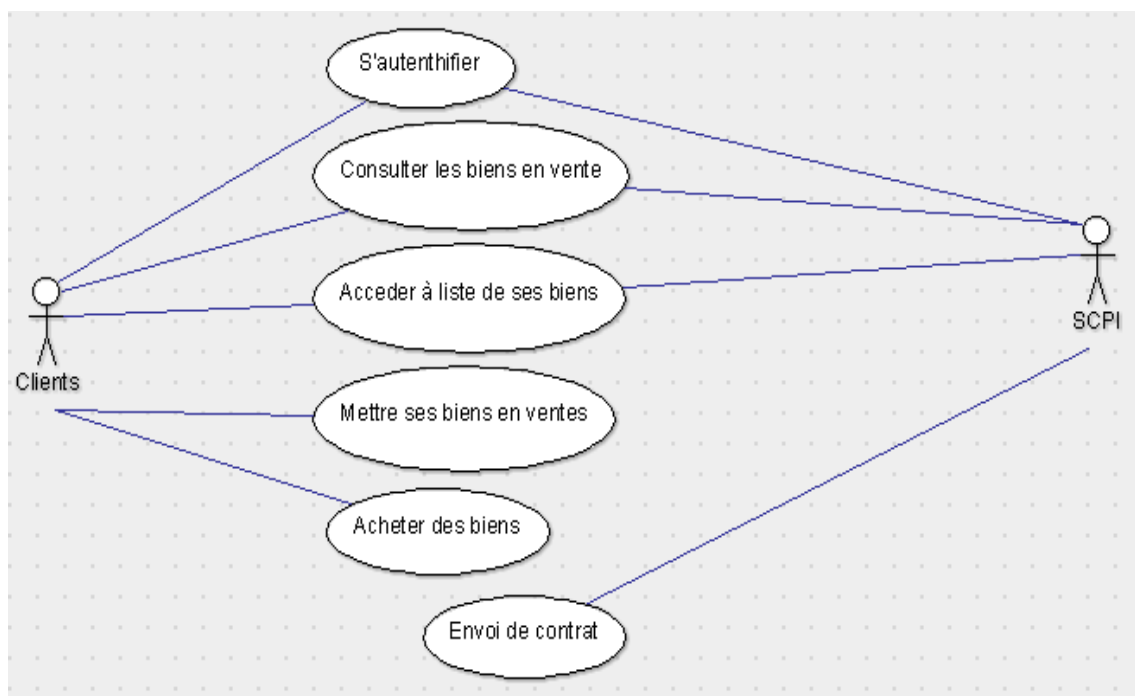 S'autenthifier
Consulter les biens en vente
Acceder à liste de ses biens
SCPI
Clients
Mettre ses biens en ventes
Acheter des biens
Envoi de contrat